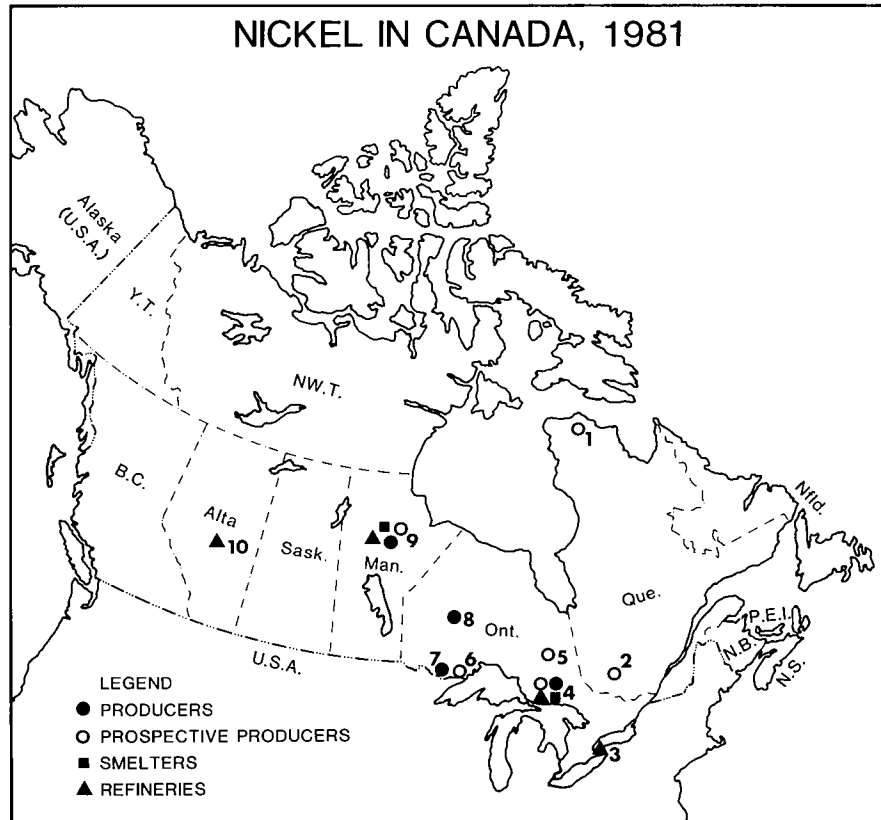 NICKEL IN CANADA, 1981
Alaska
(U.S.A.)
Y.T.
N.W.T.
1
B.C.
Alta
10
Sask.
9
Man.
Nfld.
Que.
P.E.I.
N.B.
N.S.
8
Ont.
U.S.A.
7
6
5
2
4
3
LEGEND
PRODUCERS
PROSPECTIVE PRODUCERS
SMELTERS
REFINERIES